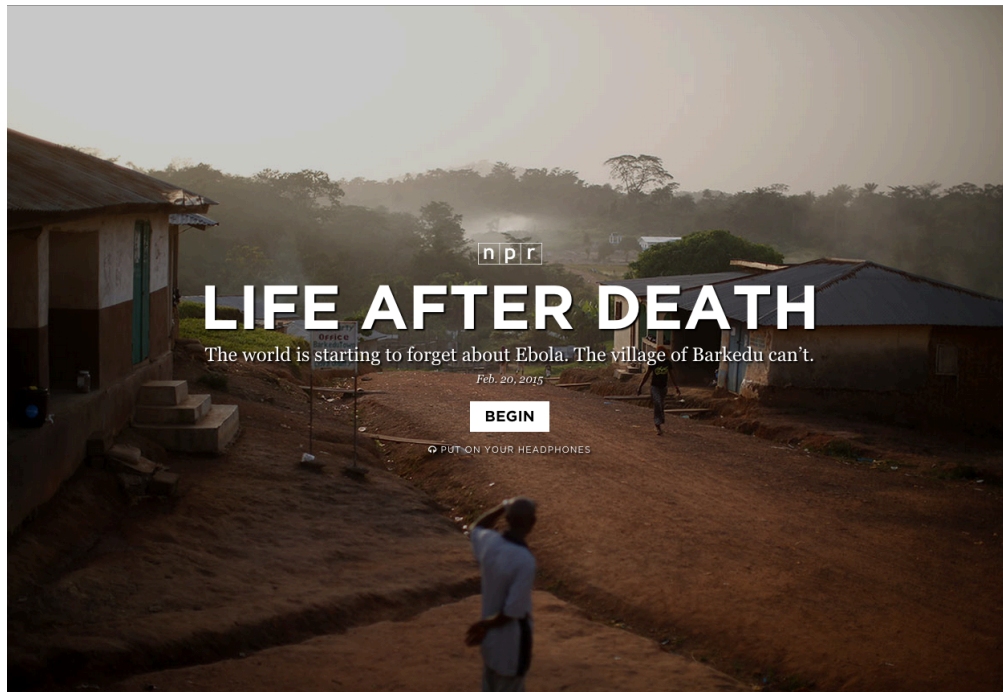 npr
LIFE AFTER DEATH
The world is starting to forget about Ebola. The village of Barkedu can’t.
Feb. 20, 2015
BEGIN
PUT ON YOUR HEADPHONES
Office